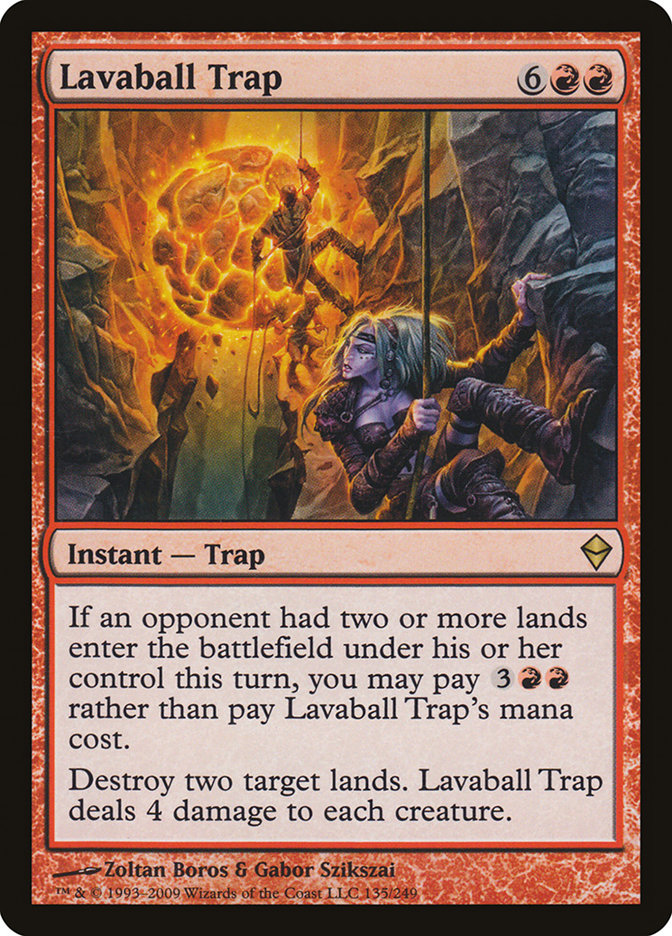 Lavaball Trap 6
Instant — Trap
If an opponent had two or more lands
enter the battlefield under his or her
control this turn, you may pay 3
rather than pay Lavaball Trap's mana
cost.
Destroy two target lands. Lavaball Trap
deals 4 damage to each creature.
Zoltan Boros & Gabor Szikszai
™ & © 1993–2009 Wizards of the Coast LLC 135/249